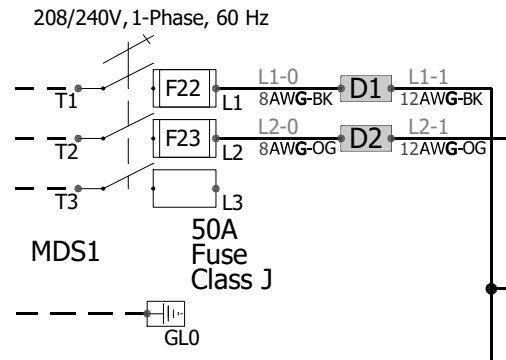 208/240V, 1-Phase, 60 Hz
T1 F22 L1 L1-0 8AWG-BK D1 L1-1 12AWG-BK
T2 F23 L2 L2-0 8AWG-OG D2 L2-1 12AWG-OG
T3 L3
MDS1
50A
Fuse
Class J
GL0